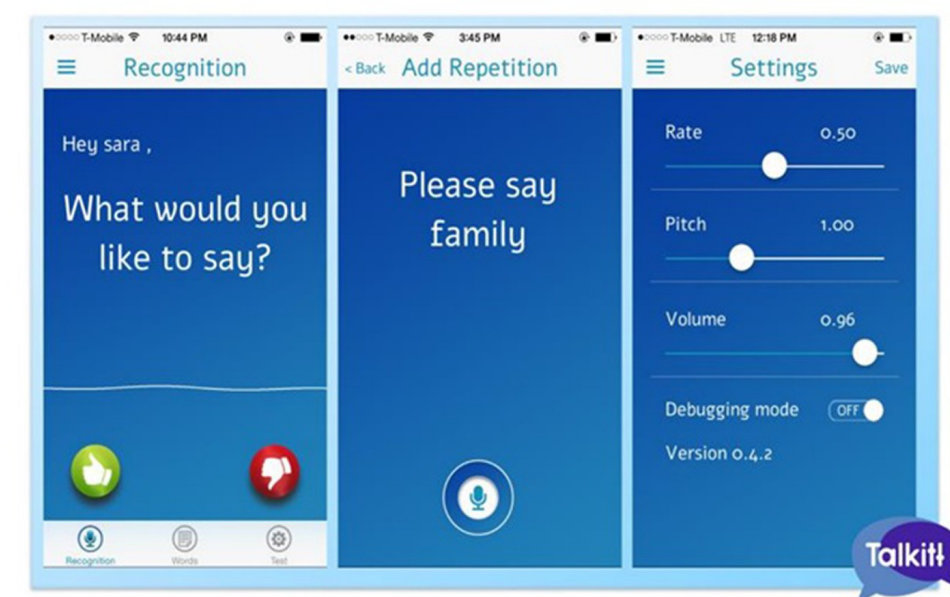 T-Mobile 10:44 PM
Recognition
Hey sara ,
What would you
like to say?
Recognition Words Test
T-Mobile 3:45 PM
< Back Add Repetition
Please say
family
T-Mobile LTE 12:18 PM
Settings Save
Rate 0.50
Pitch 1.00
Volume 0.96
Debugging mode OFF
Version 0.4.2
Talkitt